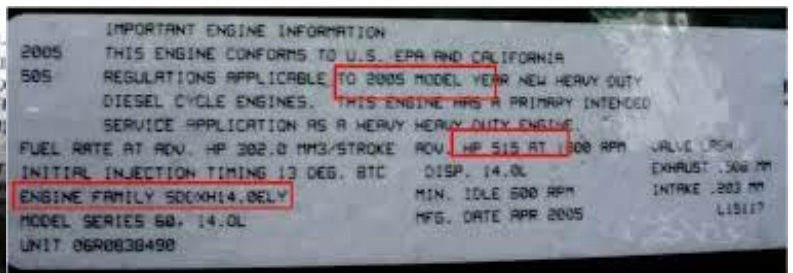 IMPORTANT ENGINE INFORMATION
2005 THIS ENGINE CONFORMS TO U.S. EPA AND CALIFORNIA
505 REGULATIONS APPLICABLE TO 2005 MODEL YEAR NEW HEAVY DUTY
DIESEL CYCLE ENGINES. THIS ENGINE HAS A PRIMARY INTENDED
SERVICE APPLICATION AS A HEAVY HEAVY DUTY ENGINE.
FUEL RATE AT ADV. HP 302.0 MM3/STROKE ADV. HP 515 AT 1800 RPM VALVE LASH
INITIAL INJECTION TIMING 13 DEG. BTC DISP. 14.0L EXHAUST .508 MM
ENGINE FAMILY 5DDXH14.0ELY MIN. IDLE 600 RPM INTAKE .203 MM
MODEL SERIES 60, 14.0L MFG. DATE APR 2005 L15117
UNIT 06R0838490